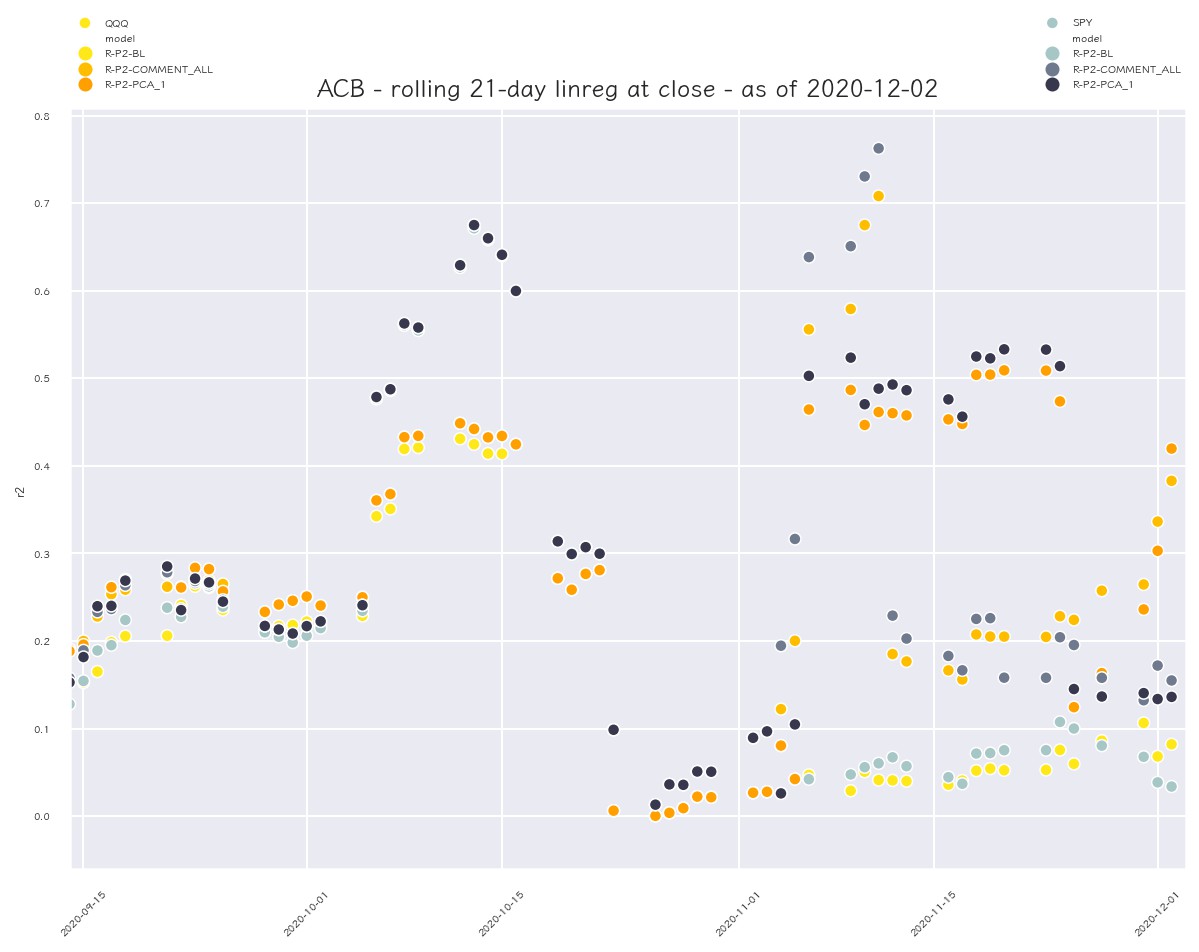 QQQ
model
R-P2-BL
R-P2-COMMENT_ALL
R-P2-PCA_1
SPY
model
R-P2-BL
R-P2-COMMENT_ALL
R-P2-PCA_1
ACB - rolling 21-day linreg at close - as of 2020-12-02
0.8
0.7
0.6
0.5
0.4
0.3
0.2
0.1
0.0
r2
2020-09-15
2020-10-01
2020-10-15
2020-11-01
2020-11-15
2020-12-01